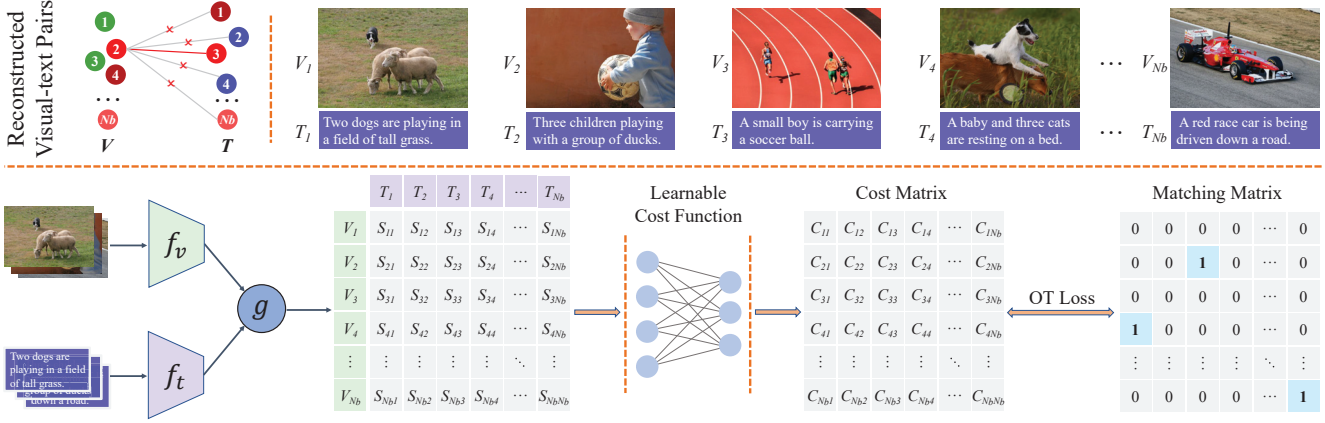 Reconstructed
Visual-text Pairs
1 2 3 4 ... Nb
V
1 2 3 4 ... Nb
T
V1 V2 V3 V4 ... VNb
T1 Two dogs are playing in
a field of tall grass.
T2 Three children playing
with a group of ducks.
T3 A small boy is carrying
a soccer ball.
T4 A baby and three cats
are resting on a bed.
... TNb A red race car is being
driven down a road.
fv
ft
g
Two dogs are
playing in a field
of tall grass.
group of ducks.
down a road.
T1 T2 T3 T4 ... TNb
V1 S11 S12 S13 S14 ... S1Nb
V2 S21 S22 S23 S24 ... S2Nb
V3 S31 S32 S33 S34 ... S3Nb
V4 S41 S42 S43 S44 ... S4Nb
⋮ ⋮ ⋮ ⋮ ⋮ ⋱ ⋮
VNb SNb1 SNb2 SNb3 SNb4 ... SNbNb
Learnable
Cost Function
Cost Matrix
C11 C12 C13 C14 ... C1Nb
C21 C22 C23 C24 ... C2Nb
C31 C32 C33 C34 ... C3Nb
C41 C42 C43 C44 ... C4Nb
⋮ ⋮ ⋮ ⋮ ⋱ ⋮
CNb1 CNb2 CNb3 CNb4 ... CNbNb
OT Loss
Matching Matrix
0 0 0 0 ... 0
0 0 1 0 ... 0
0 0 0 0 ... 0
1 0 0 0 ... 0
⋮ ⋮ ⋮ ⋮ ⋱ ⋮
0 0 0 0 ... 1